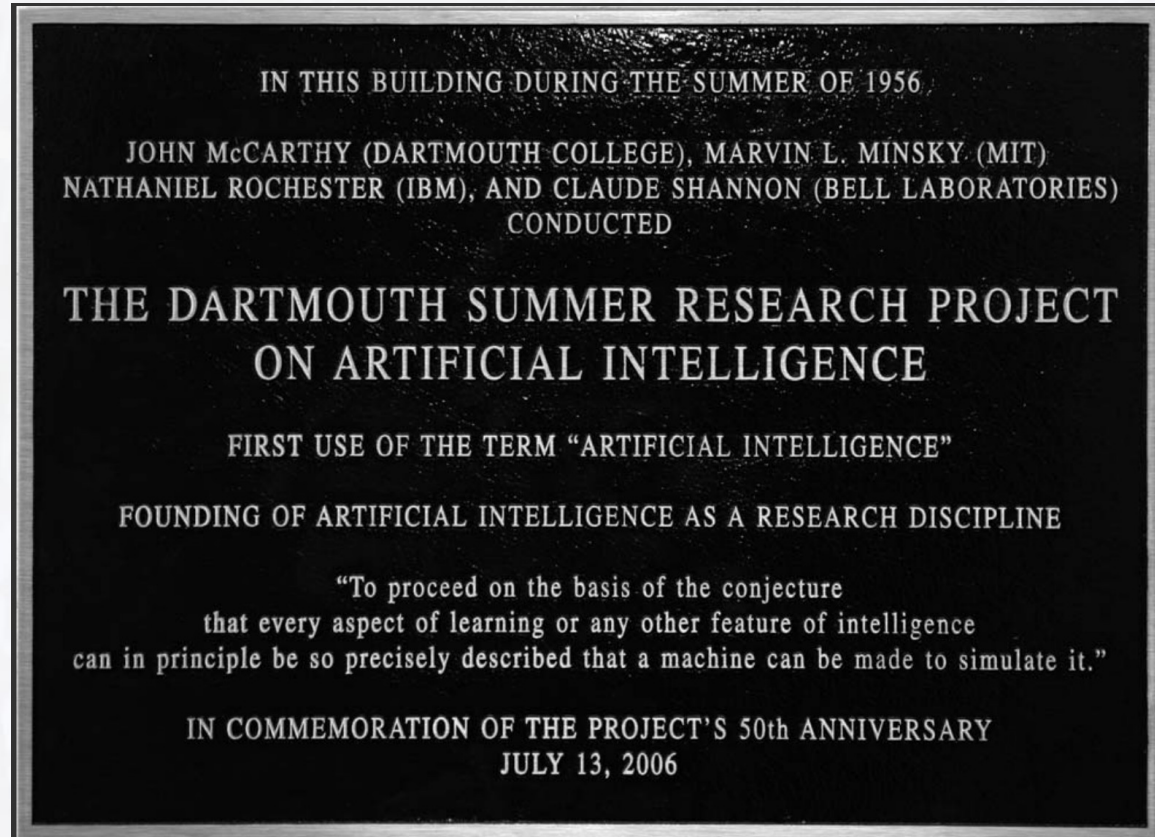 IN THIS BUILDING DURING THE SUMMER OF 1956
JOHN McCARTHY (DARTMOUTH COLLEGE), MARVIN L. MINSKY (MIT)
NATHANIEL ROCHESTER (IBM), AND CLAUDE SHANNON (BELL LABORATORIES)
CONDUCTED
THE DARTMOUTH SUMMER RESEARCH PROJECT
ON ARTIFICIAL INTELLIGENCE
FIRST USE OF THE TERM “ARTIFICIAL INTELLIGENCE”
FOUNDING OF ARTIFICIAL INTELLIGENCE AS A RESEARCH DISCIPLINE
“To proceed on the basis of the conjecture
that every aspect of learning or any other feature of intelligence
can in principle be so precisely described that a machine can be made to simulate it.”
IN COMMEMORATION OF THE PROJECT’S 50th ANNIVERSARY
JULY 13, 2006